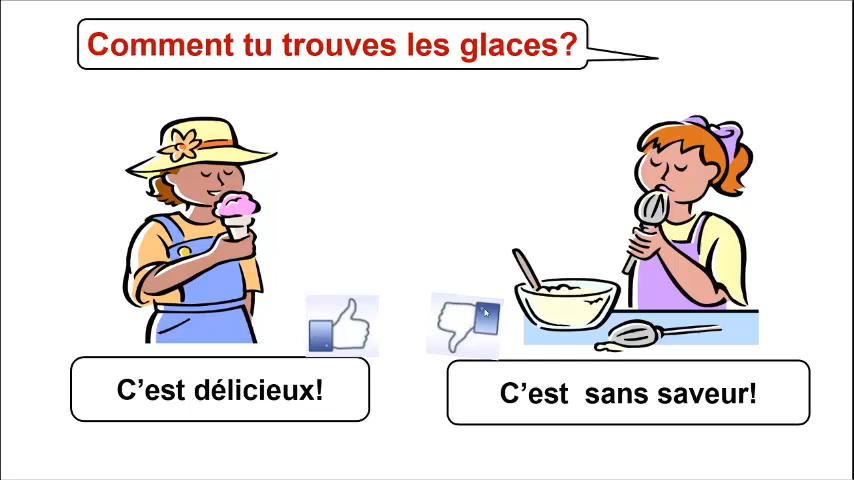 Comment tu trouves les glaces?
C'est délicieux!
C'est sans saveur!